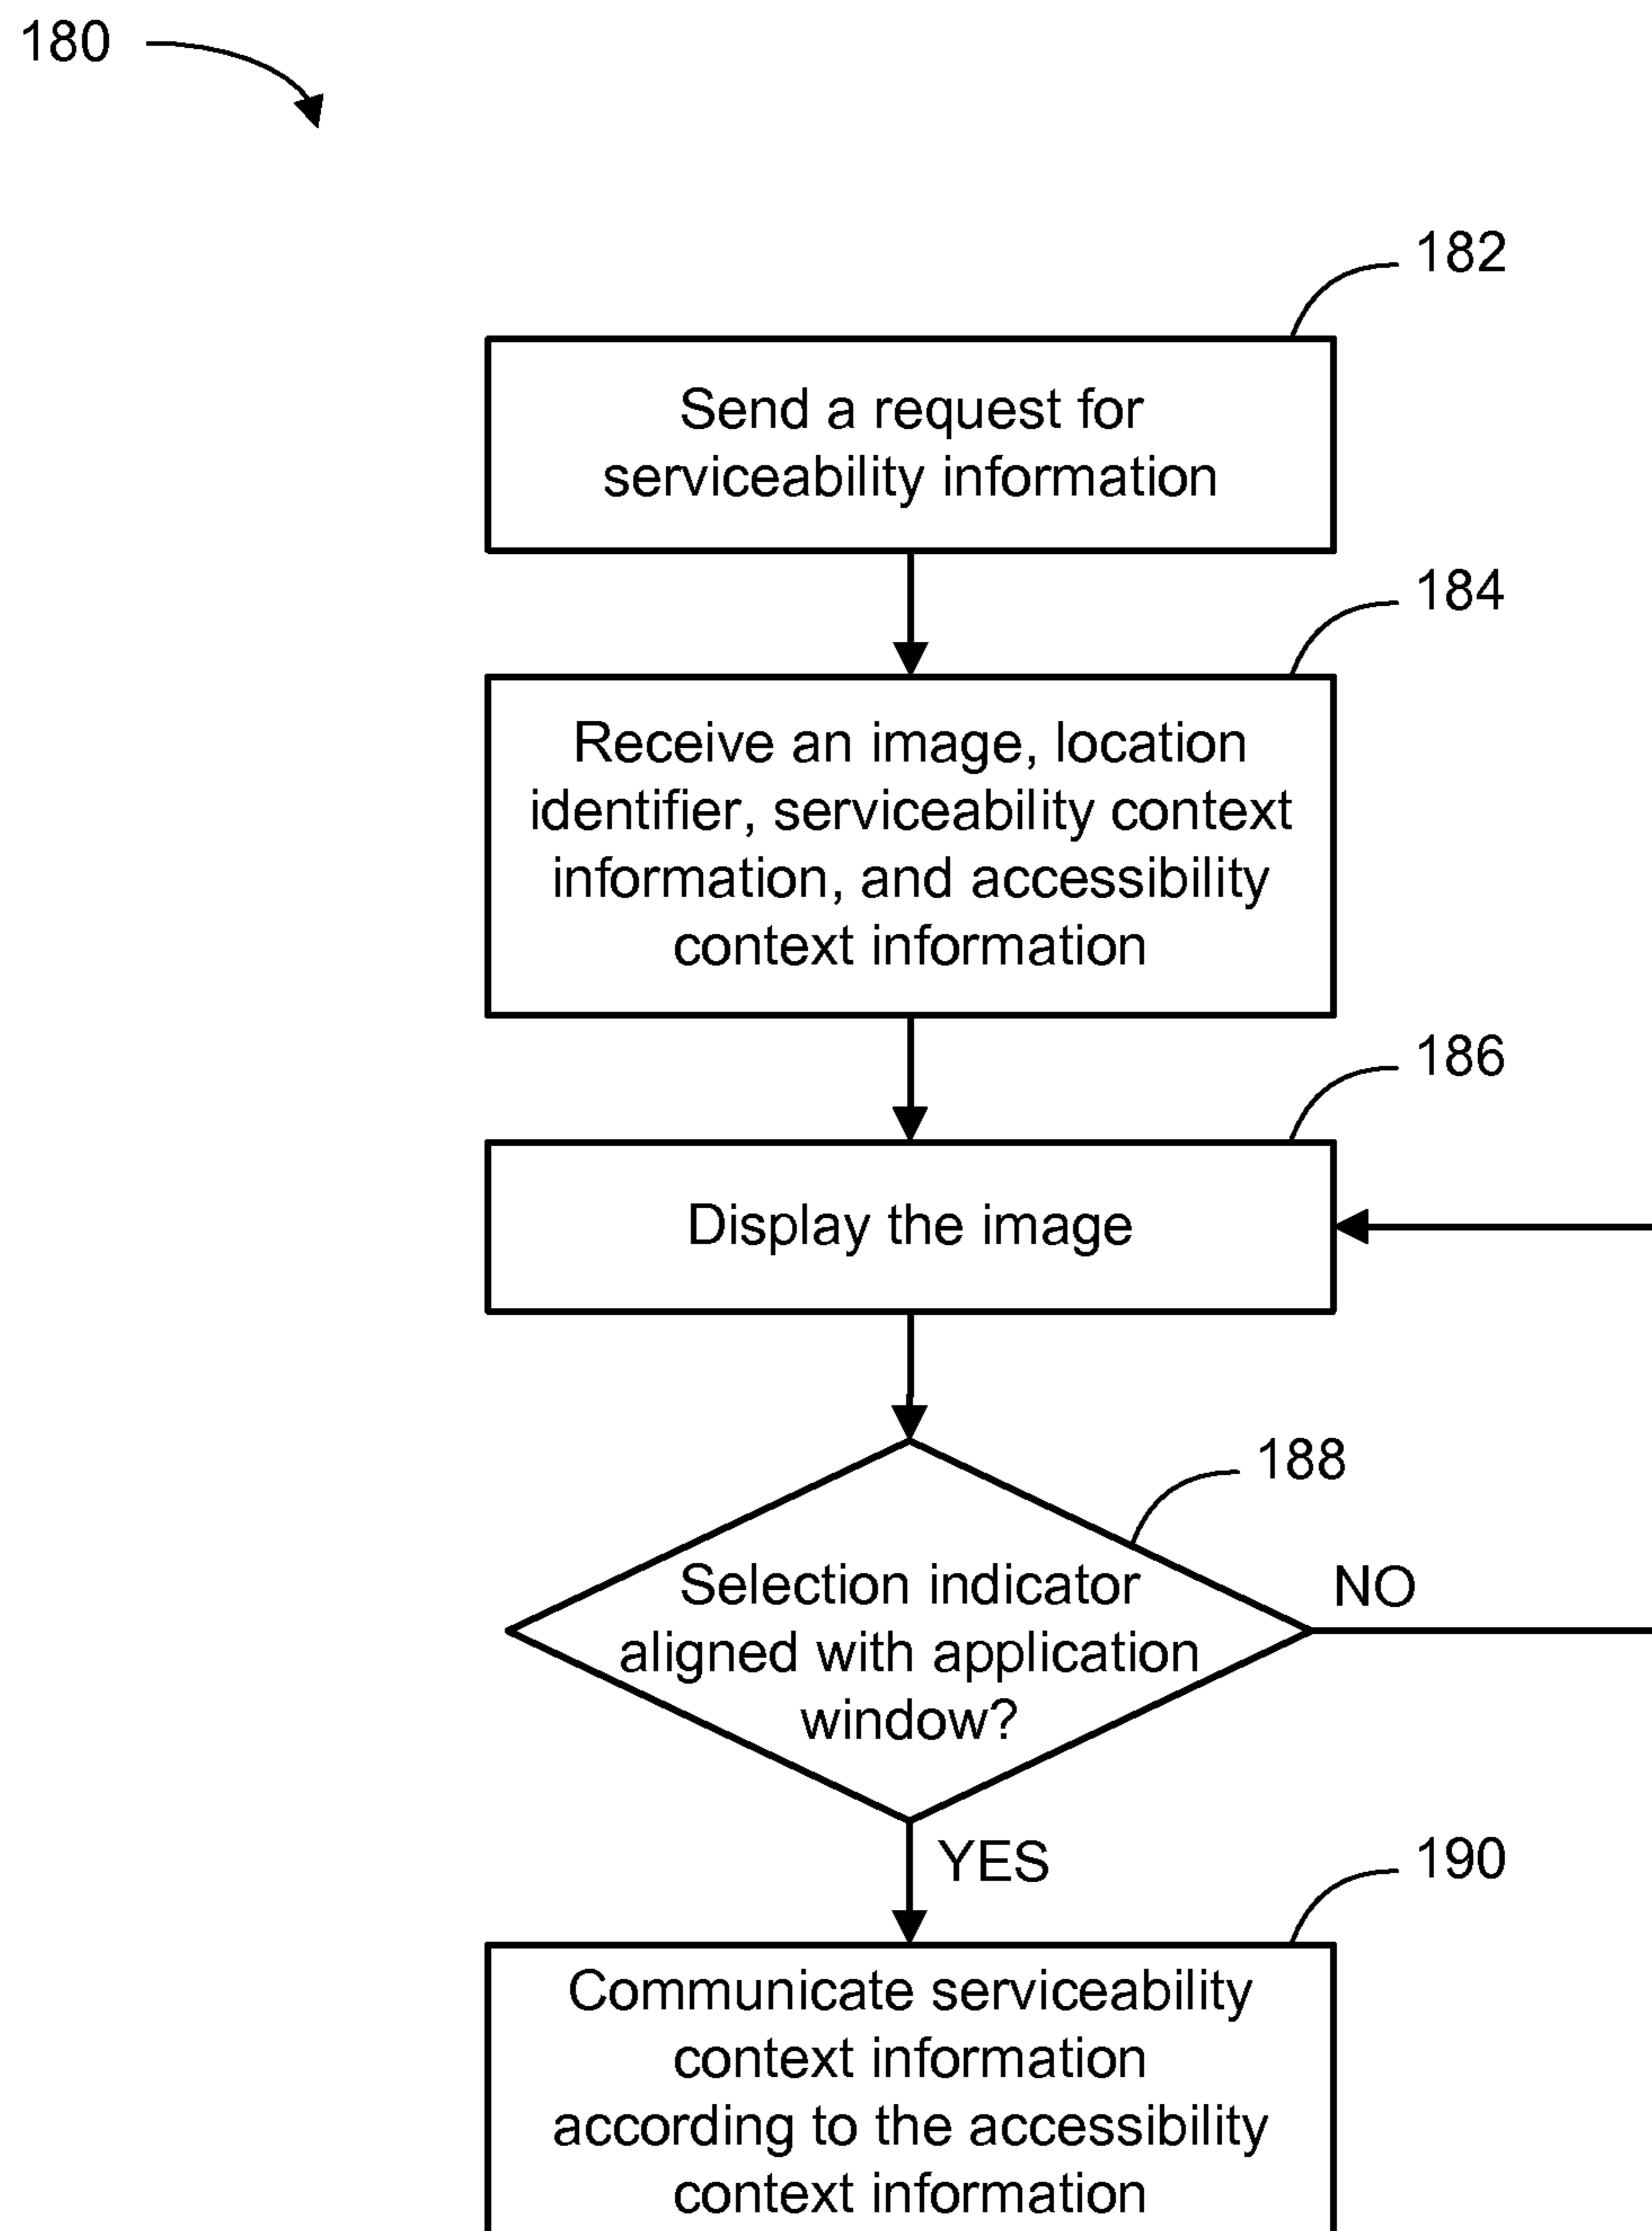 180
182
Send a request for
serviceability information
184
Receive an image, location
identifier, serviceability context
information, and accessibility
context information
186
Display the image
188
Selection indicator
aligned with application
window?
NO
YES
190
Communicate serviceability
context information
according to the accessibility
context information